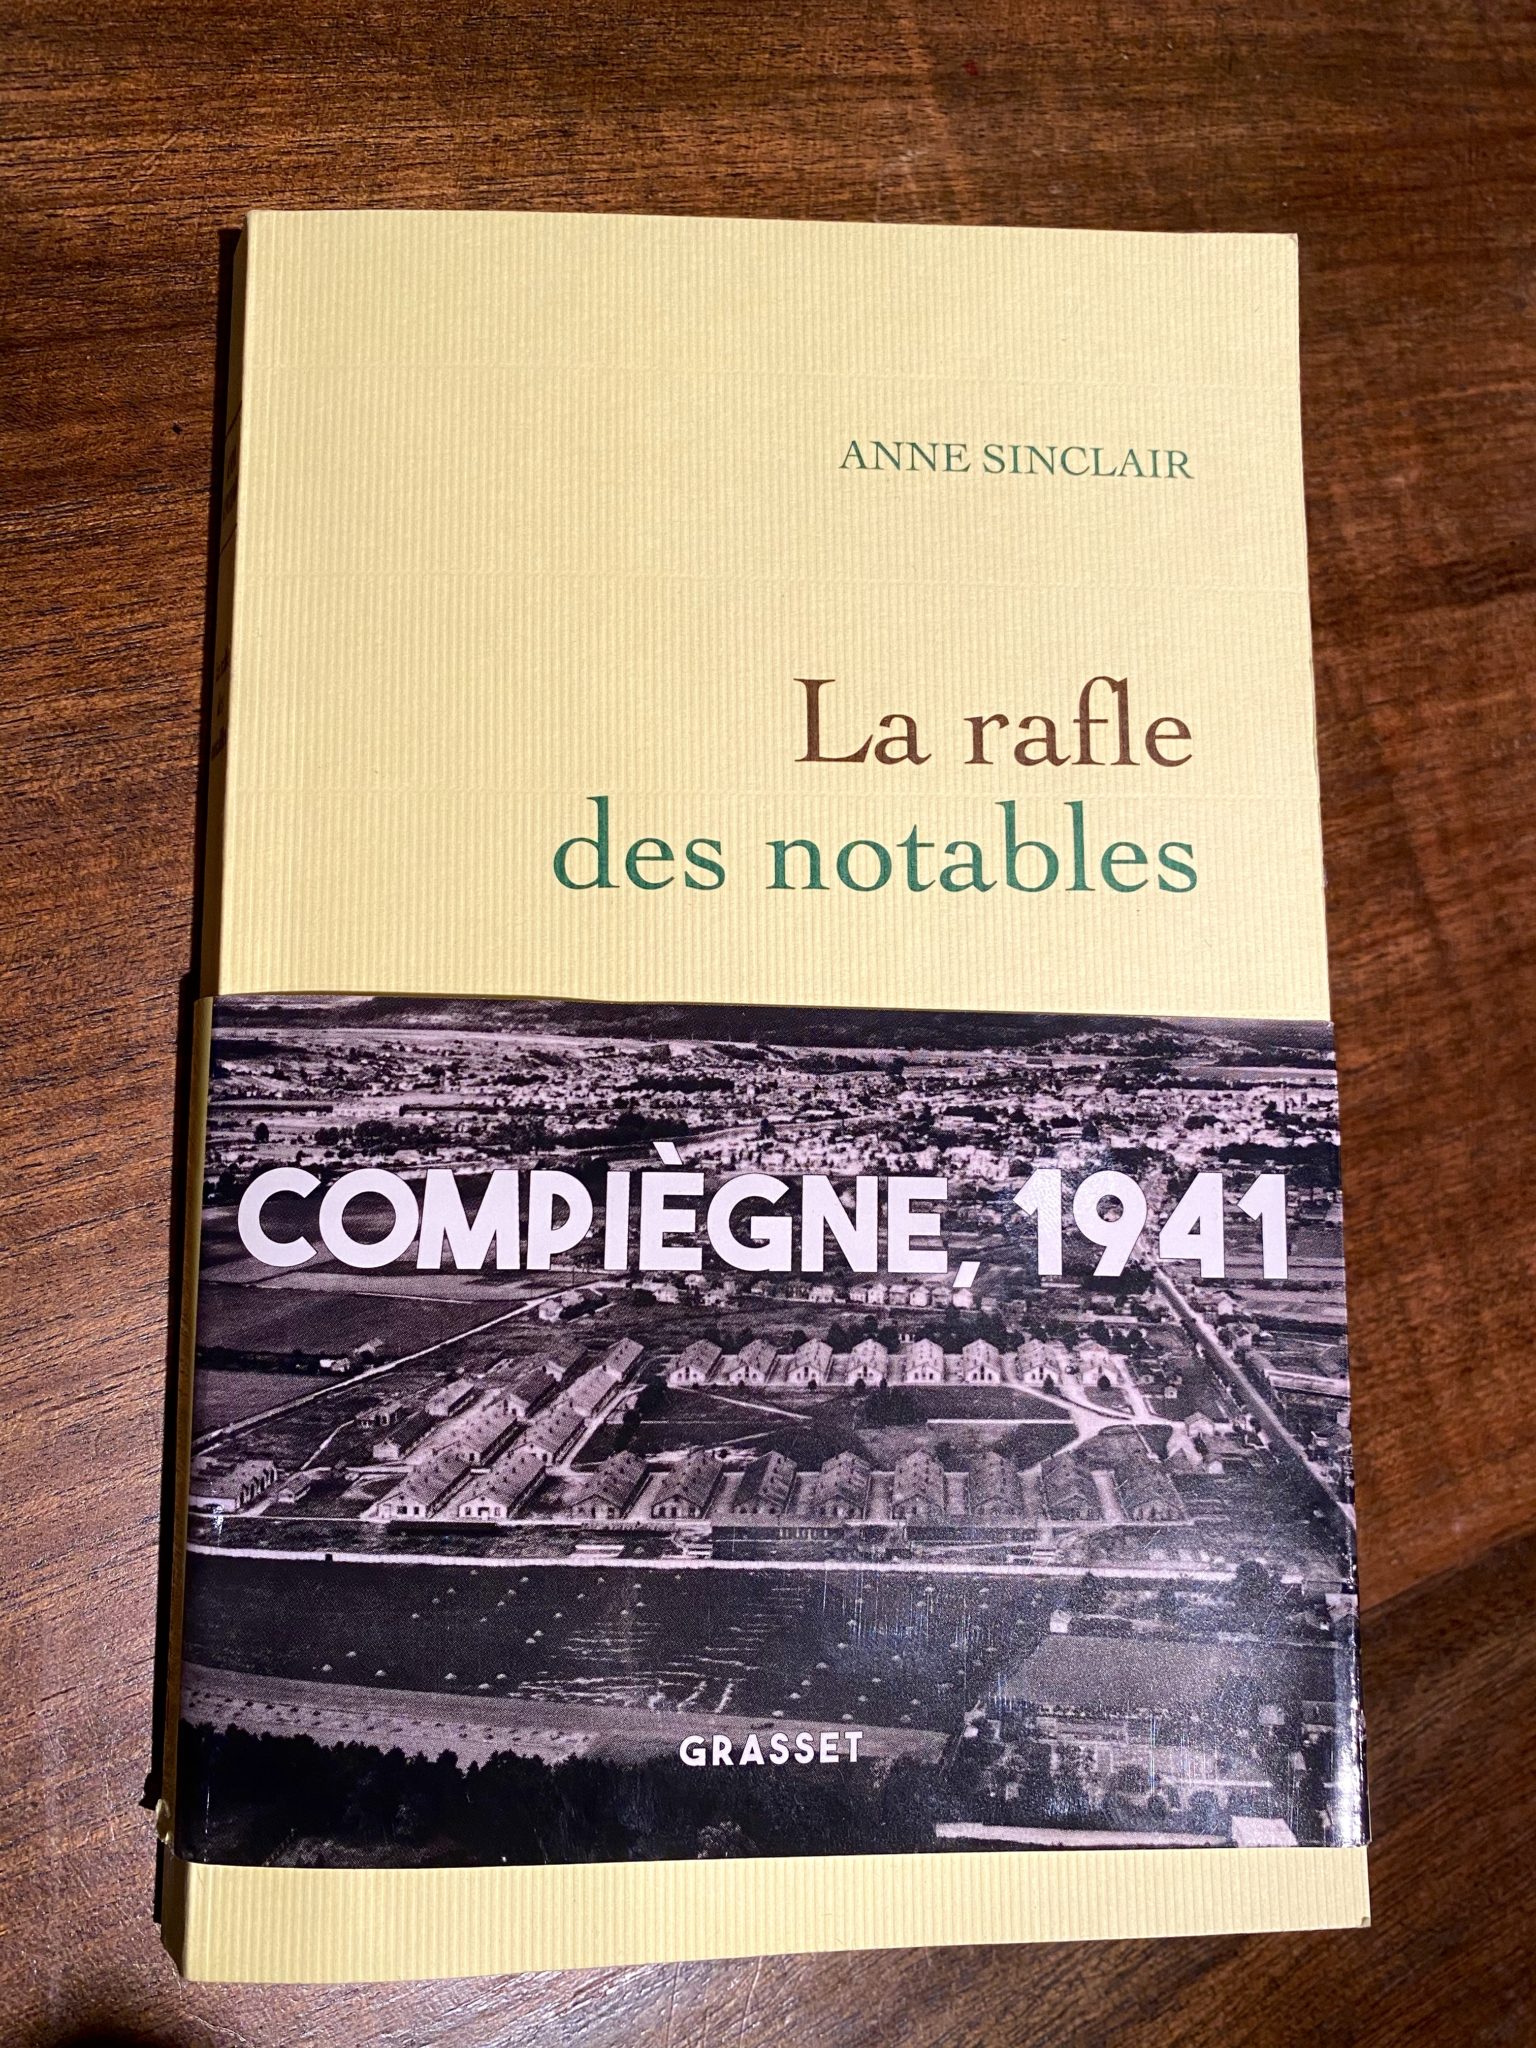 ANNE SINCLAIR
La rafle
des notables
COMPIÈGNE, 1941
GRASSET